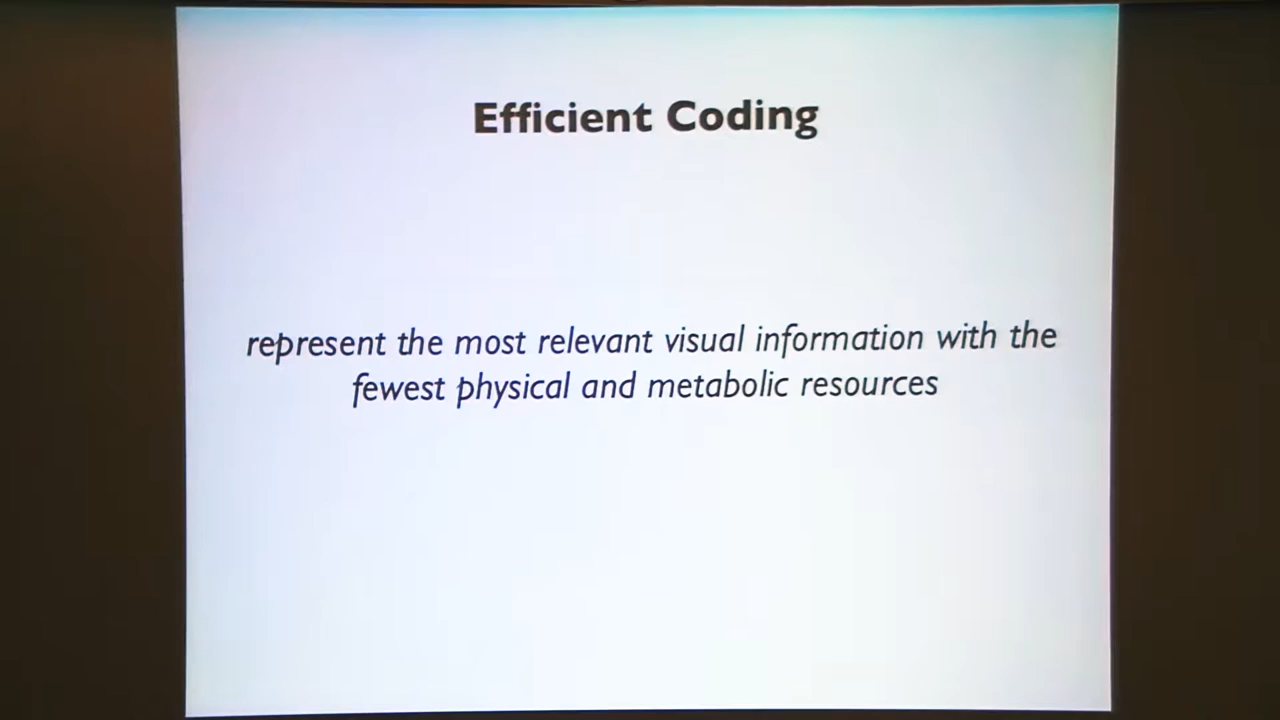 Efficient Coding
represent the most relevant visual information with the
fewest physical and metabolic resources